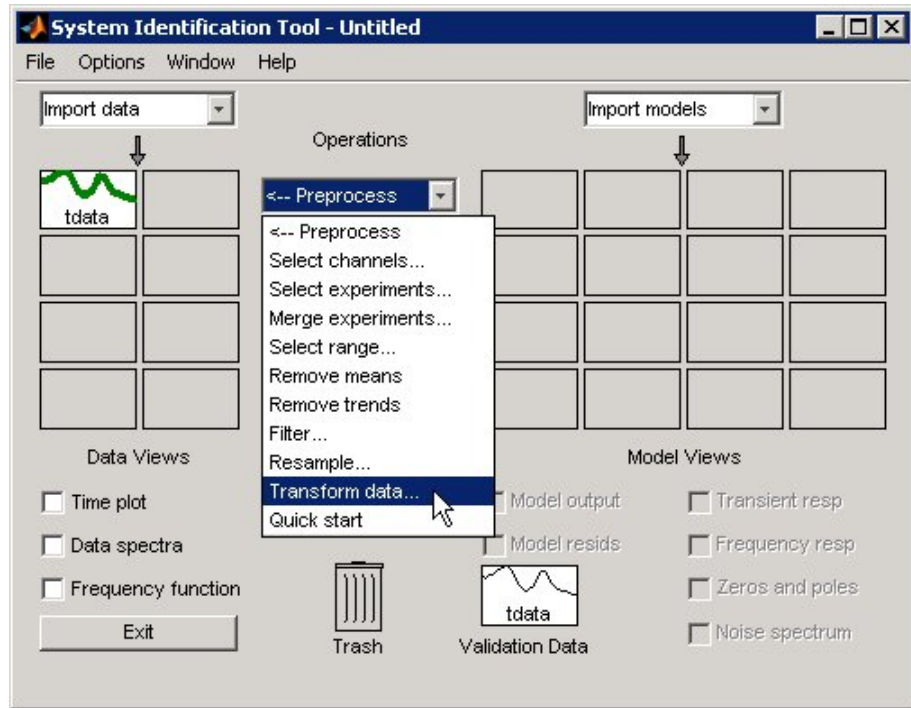 System Identification Tool - Untitled
File Options Window Help
Import data
Import models
Operations
tdata
<-- Preprocess
<-- Preprocess
Select channels...
Select experiments...
Merge experiments...
Select range...
Remove means
Remove trends
Filter...
Resample...
Transform data...
Quick start
Data Views
Model Views
Time plot
Data spectra
Frequency function
Exit
Model output
Transient resp
Model resids
Frequency resp
Zeros and poles
Noise spectrum
Trash
tdata
Validation Data